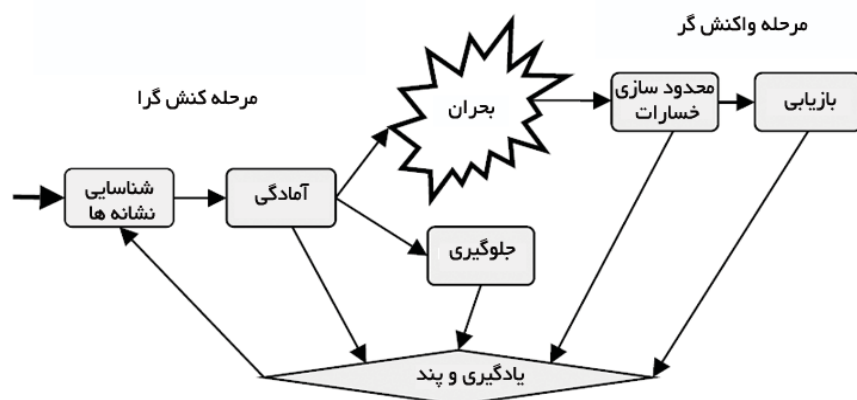 مرحله واکنش گر
مرحله کنش گرا
بحران
محدود سازی
خسارات
بازیابی
شناسایی
نشانه ها
آمادگی
جلوگیری
یادگیری و پند